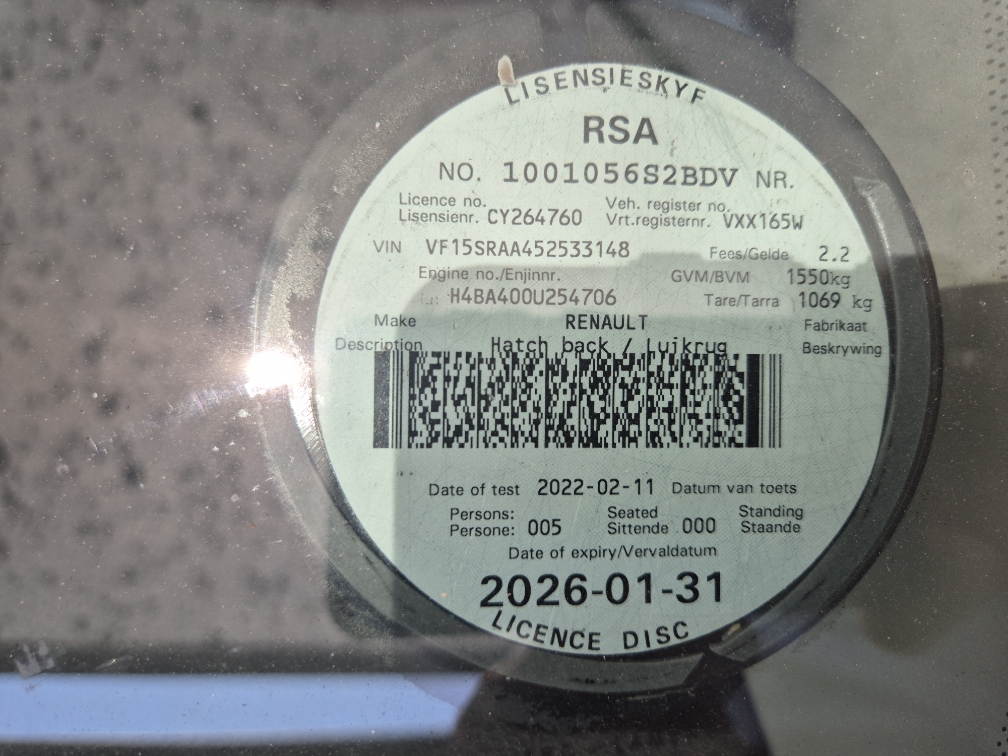 LISENSIESKYF
RSA
NO. 1001056S2BDV NR.
Licence no. Veh. register no.
Lisensienr. CY264760 Vrt.registernr. VXX165W
VIN VF15SRAA452533148 Fees/Gelde 2.2
Engine no./Enjinnr. GVM/BVM 1550kg
H4BA400U254706 Tare/Tarra 1069 kg
Make RENAULT Fabrikaat
Description Hatch back / Luikrug Beskrywing
Date of test 2022-02-11 Datum van toets
Persons: Seated Standing
Persone: 005 Sittende 000 Staande
Date of expiry/Vervaldatum
2026-01-31
LICENCE DISC